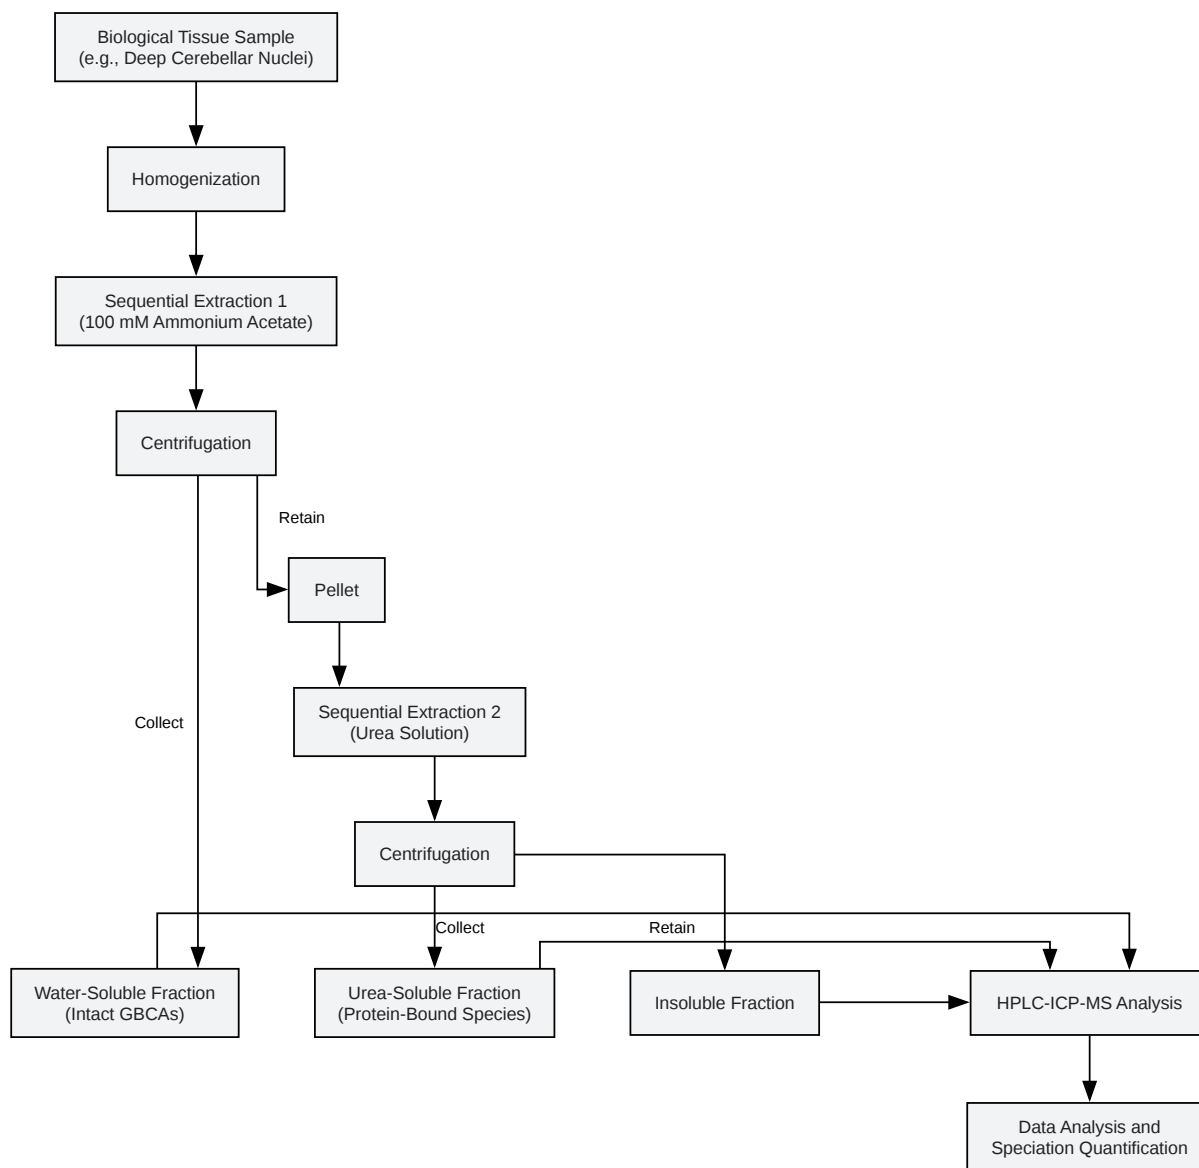 Biological Tissue Sample
(e.g., Deep Cerebellar Nuclei)
Homogenization
Sequential Extraction 1
(100 mM Ammonium Acetate)
Centrifugation
Retain
Pellet
Collect
Sequential Extraction 2
(Urea Solution)
Centrifugation
Collect
Retain
Water-Soluble Fraction
(Intact GBCAs)
Urea-Soluble Fraction
(Protein-Bound Species)
Insoluble Fraction
HPLC-ICP-MS Analysis
Data Analysis and
Speciation Quantification